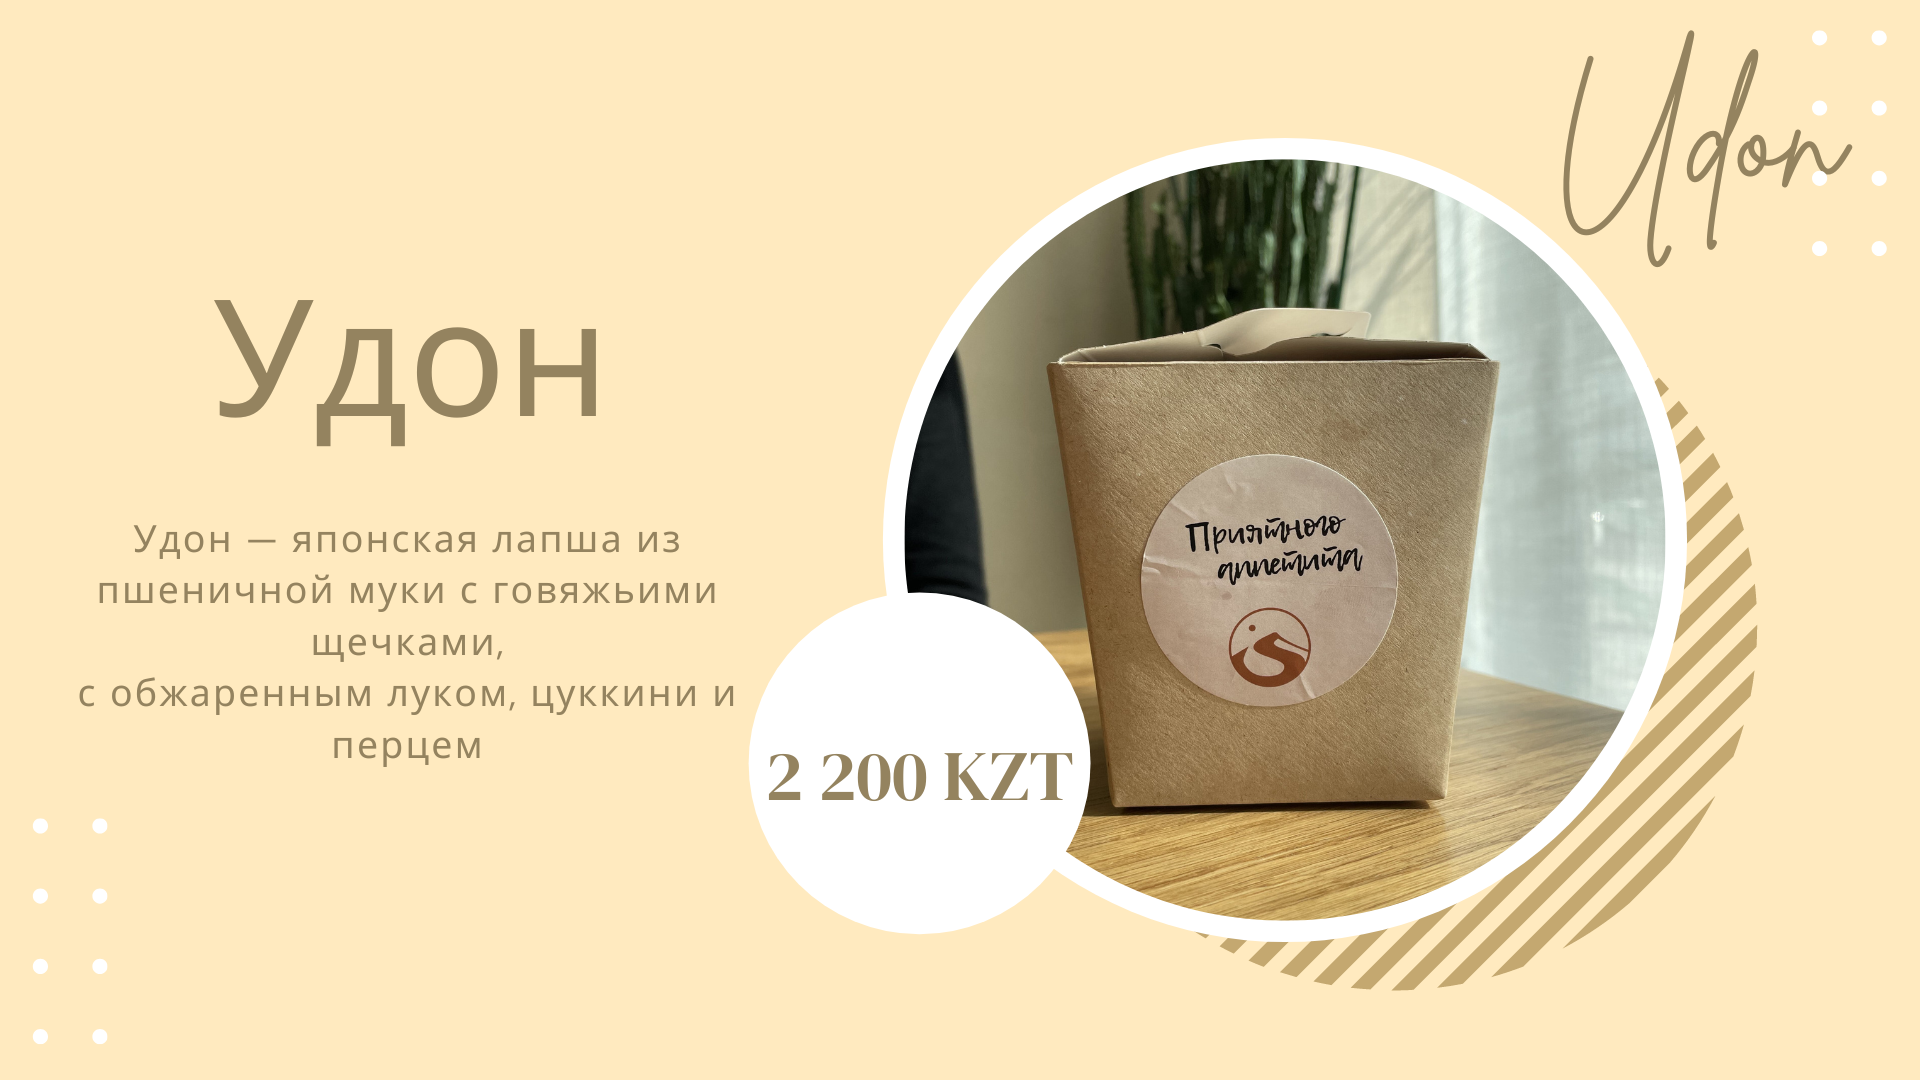 Udon
Удон
Удон — японская лапша из
пшеничной муки с говяжьими
щечками,
с обжаренным луком, цуккини и
перцем
2 200 KZT
Приятного
аппетита